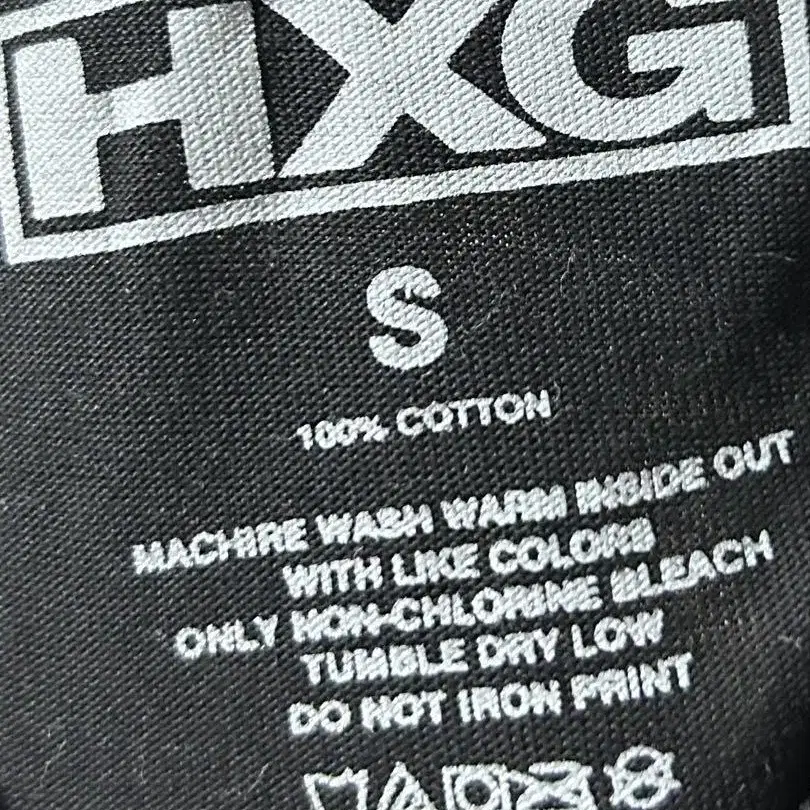 HXG
S
100% COTTON
MACHINE WASH WARM INSIDE OUT
WITH LIKE COLORS
ONLY NON-CHLORINE BLEACH
TUMBLE DRY LOW
DO NOT IRON PRINT